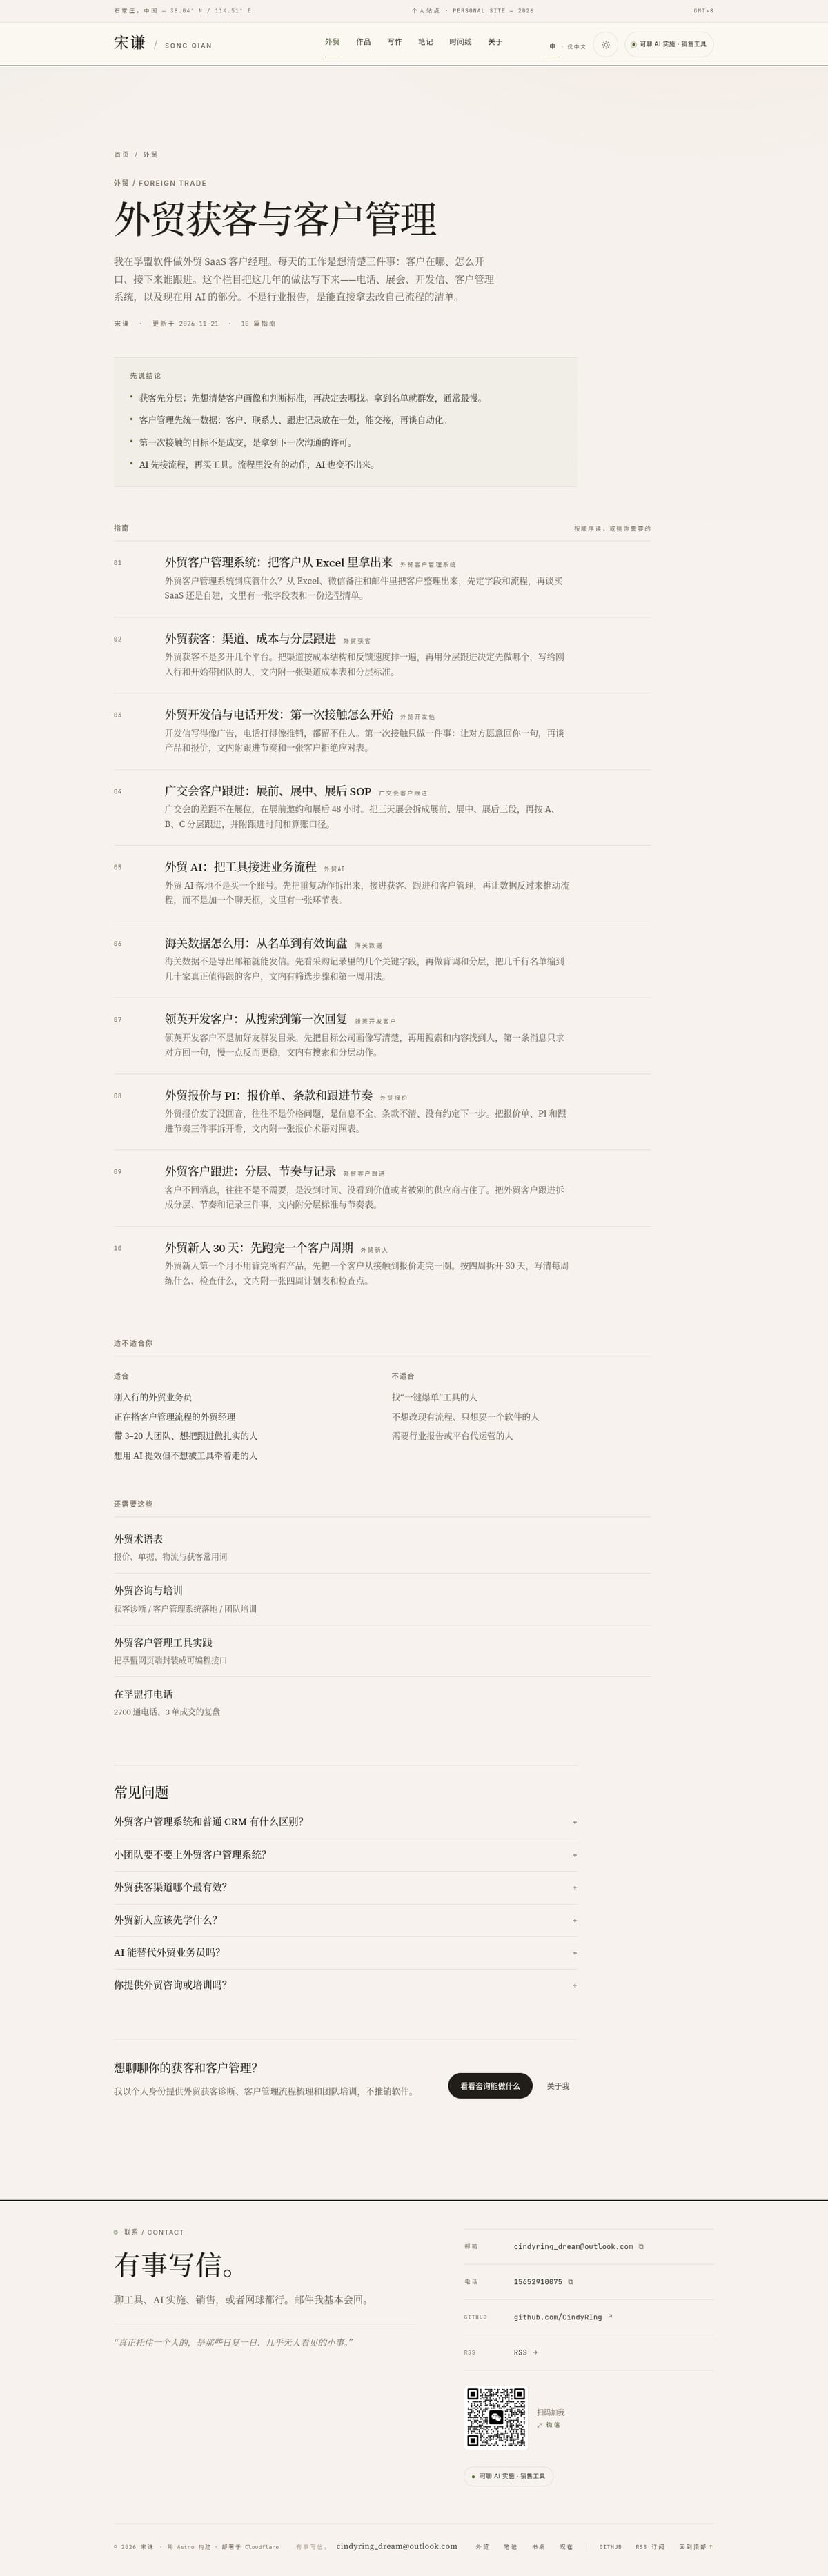 石家庄, 中国 — 38.04° N / 114.51° E
个人站点 · PERSONAL SITE — 2026
GMT+8
宋谦 / SONG QIAN
外贸 作品 写作 笔记 时间线 关于
中 · 仅中文
可聊 AI 实施 · 销售工具
首页 / 外贸
外贸 / FOREIGN TRADE
外贸获客与客户管理
我在孚盟软件做外贸 SaaS 客户经理。每天的工作是想清楚三件事：客户在哪、怎么开
口、接下来谁跟进。这个栏目把这几年的做法写下来——电话、展会、开发信、客户管理
系统，以及现在用 AI 的部分。不是行业报告，是能直接拿去改自己流程的清单。
宋谦 · 更新于 2026-11-21 · 10 篇指南
先说结论
• 获客先分层：先想清楚客户画像和判断标准，再决定去哪找。拿到名单就群发，通常最慢。
• 客户管理先统一数据：客户、联系人、跟进记录放在一处，能交接，再谈自动化。
• 第一次接触的目标不是成交，是拿到下一次沟通的许可。
• AI 先接流程，再买工具。流程里没有的动作，AI 也变不出来。
指南
按顺序读，或挑你需要的
01
外贸客户管理系统：把客户从 Excel 里拿出来 外贸客户管理系统
外贸客户管理系统到底管什么？从 Excel、微信备注和邮件里把客户整理出来，先定字段和流程，再谈买
SaaS 还是自建，文里有一张字段表和一份选型清单。
02
外贸获客：渠道、成本与分层跟进 外贸获客
外贸获客不是多开几个平台。把渠道按成本结构和反馈速度排一遍，再用分层跟进决定先做哪个，写给刚
入行和开始带团队的人，文内附一张渠道成本表和分层标准。
03
外贸开发信与电话开发：第一次接触怎么开始 外贸开发信
开发信写得像广告，电话打得像推销，都留不住人。第一次接触只做一件事：让对方愿意回你一句，再谈
产品和报价，文内附跟进节奏和一张客户拒绝应对表。
04
广交会客户跟进：展前、展中、展后 SOP 广交会客户跟进
广交会的差距不在展位，在展前邀约和展后 48 小时。把三天展会拆成展前、展中、展后三段，再按 A、
B、C 分层跟进，并附跟进时间和算账口径。
05
外贸 AI：把工具接进业务流程 外贸AI
外贸 AI 落地不是买一个账号。先把重复动作拆出来，接进获客、跟进和客户管理，再让数据反过来推动流
程，而不是加一个聊天框，文里有一张环节表。
06
海关数据怎么用：从名单到有效询盘 海关数据
海关数据不是导出邮箱就能发信。先看采购记录里的几个关键字段，再做背调和分层，把几千行名单缩到
几十家真正值得跟的客户，文内有筛选步骤和第一周用法。
07
领英开发客户：从搜索到第一次回复 领英开发客户
领英开发客户不是加好友群发目录。先把目标公司画像写清楚，再用搜索和内容找到人，第一条消息只求
对方回一句，慢一点反而更稳，文内有搜索和分层动作。
08
外贸报价与 PI：报价单、条款和跟进节奏 外贸报价
外贸报价发了没回音，往往不是价格问题，是信息不全、条款不清、没有约定下一步。把报价单、PI 和跟
进节奏三件事拆开看，文内附一张报价术语对照表。
09
外贸客户跟进：分层、节奏与记录 外贸客户跟进
客户不回消息，往往不是不需要，是没到时间、没看到价值或者被别的供应商占住了。把外贸客户跟进拆
成分层、节奏和记录三件事，文内附分层标准与节奏表。
10
外贸新人 30 天：先跑完一个客户周期 外贸新人
外贸新人第一个月不用背完所有产品，先把一个客户从接触到报价走完一圈。按四周拆开 30 天，写清每周
练什么、检查什么，文内附一张四周计划表和检查点。
适不适合你
适合
刚入行的外贸业务员
正在搭客户管理流程的外贸经理
带 3–20 人团队、想把跟进做扎实的人
想用 AI 提效但不想被工具牵着走的人
不适合
找“一键爆单”工具的人
不想改现有流程、只想要一个软件的人
需要行业报告或平台代运营的人
还需要这些
外贸术语表
报价、单据、物流与获客常用词
外贸咨询与培训
获客诊断 / 客户管理系统落地 / 团队培训
外贸客户管理工具实践
把孚盟网页端封装成可编程接口
在孚盟打电话
2700 通电话、3 单成交的复盘
常见问题
外贸客户管理系统和普通 CRM 有什么区别？ +
小团队要不要上外贸客户管理系统？ +
外贸获客渠道哪个最有效？ +
外贸新人应该先学什么？ +
AI 能替代外贸业务员吗？ +
你提供外贸咨询或培训吗？ +
想聊聊你的获客和客户管理？
我以个人身份提供外贸获客诊断、客户管理流程梳理和团队培训，不推销软件。
看看咨询能做什么
关于我
联系 / CONTACT
有事写信。
聊工具、AI 实施、销售，或者网球都行。邮件我基本会回。
“真正托住一个人的，是那些日复一日、几乎无人看见的小事。”
邮箱 cindyring_dream@outlook.com
电话 15652910075
GITHUB github.com/CindyRIng ↗
RSS RSS →
扫码加我
微信
可聊 AI 实施 · 销售工具
© 2026 宋谦 · 用 Astro 构建 · 部署于 Cloudflare
有事写信。 cindyring_dream@outlook.com
外贸 笔记 书桌 现在 GITHUB RSS 订阅 回到顶部 ↑